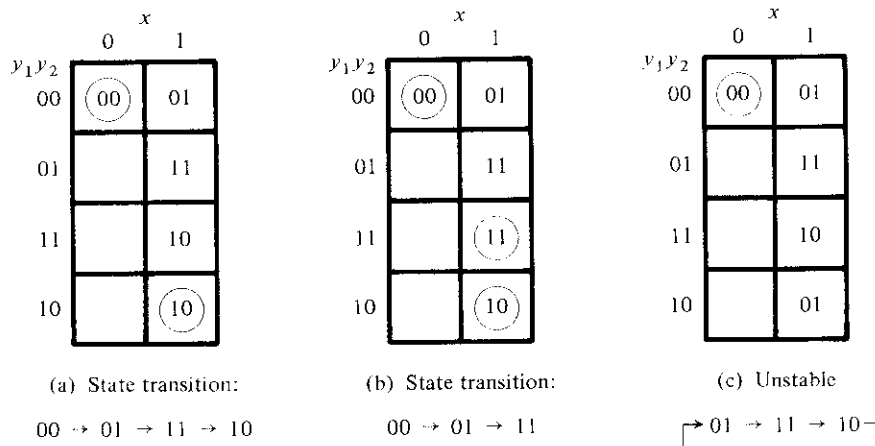 x x x
0 1 0 1 0 1
y₁y₂ y₁y₂ y₁y₂
00 00 01 00 00 01 00 00 01
01 11 01 11 01 11
11 10 11 11 11 10
10 10 10 10 10 01
(a) State transition: (b) State transition: (c) Unstable
00 → 01 → 11 → 10 00 → 01 → 11 → 01 → 11 → 10